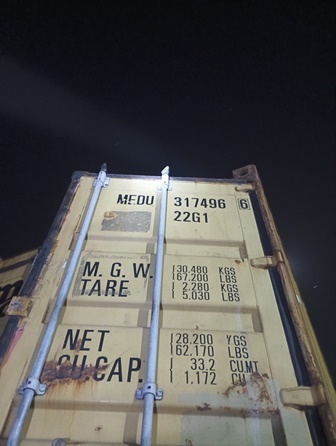 MEDU 317496 6
22G1
M. G. W. 30.480 KGS
67.200 LBS
TARE 2.280 KGS
5.030 LBS
NET 28.200 KGS
62.170 LBS
CU.CAP. 33.2 CU.MT
1.172